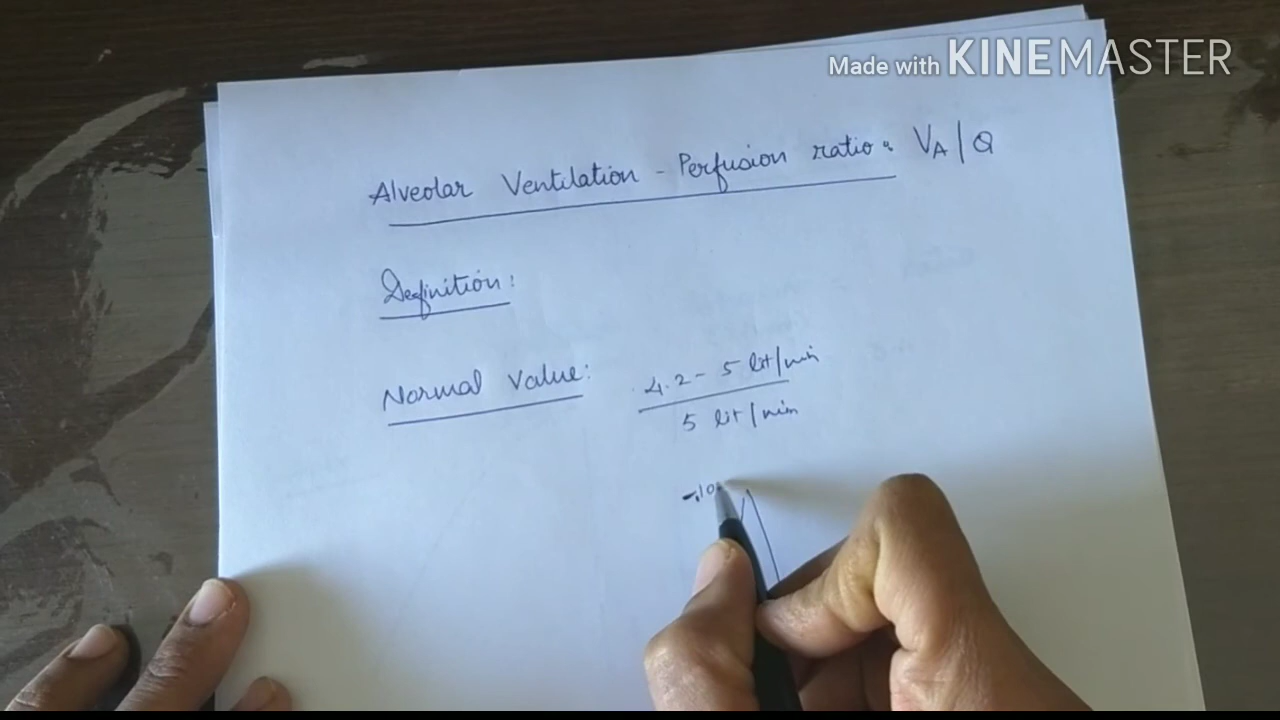 Made with KINEMASTER
Alveolar Ventilation - Perfusion ratio: VA/Q
Definition:
Normal Value:
4.2 - 5 lit/min
5 lit/min